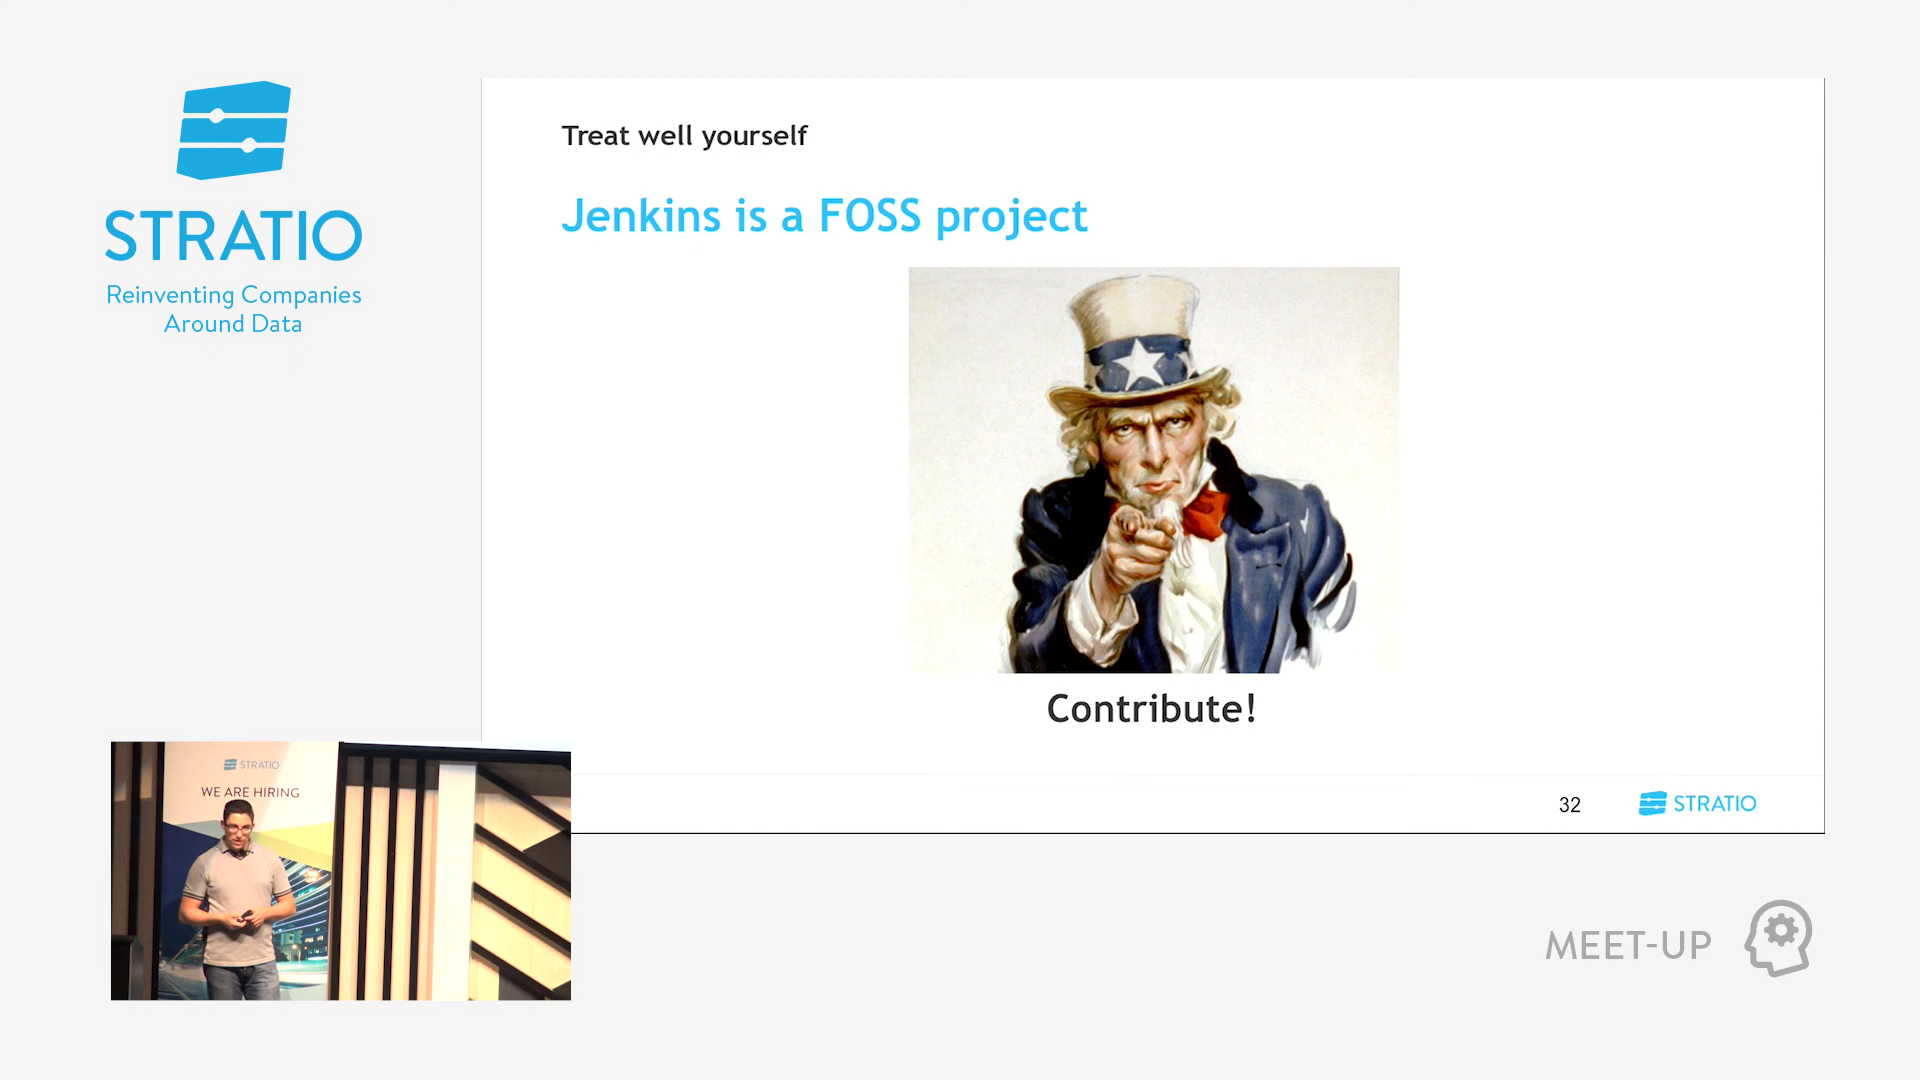 STRATIO
Reinventing Companies
Around Data
Treat well yourself
Jenkins is a FOSS project
Contribute!
32
STRATIO
STRATIO
WE ARE HIRING
MEET-UP